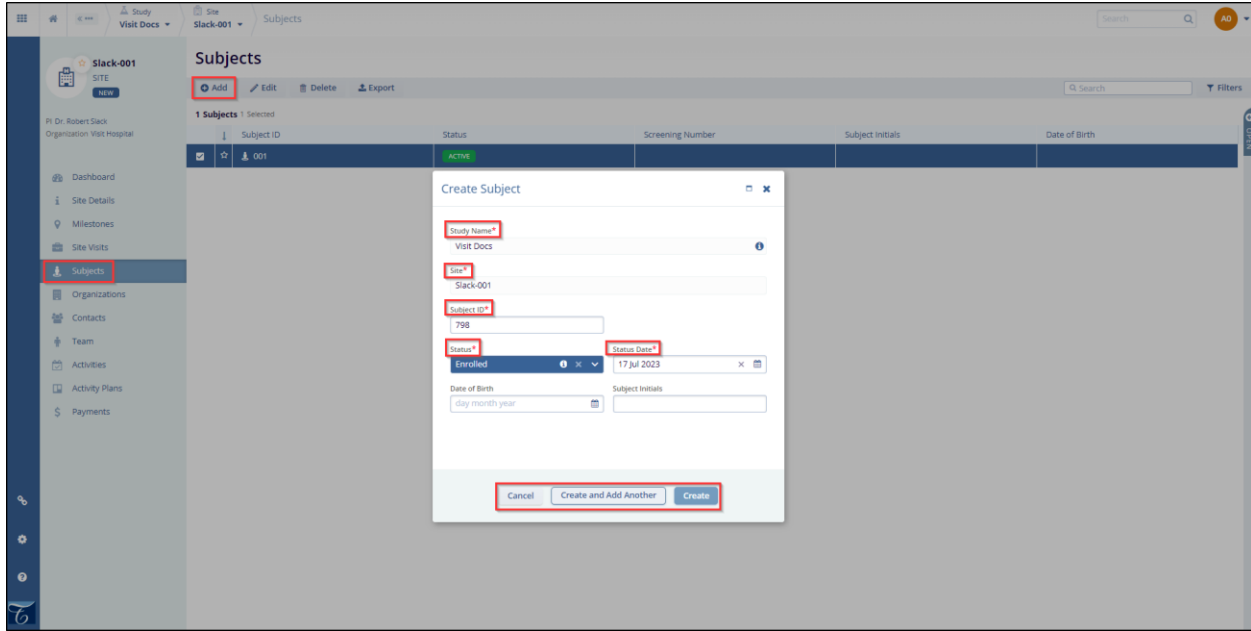 Study
Visit Docs
Site
Slack-001
Subjects
Search
AO
Slack-001
SITE
NEW
PI Dr. Robert Slack
Organization Visit Hospital
Dashboard
Site Details
Milestones
Site Visits
Subjects
Organizations
Contacts
Team
Activities
Activity Plans
Payments
Subjects
Add Edit Delete Export
Search
Filters
1 Subjects 1 Selected
Subject ID Status Screening Number Subject Initials Date of Birth
001 ACTIVE
Create Subject
Study Name*
Visit Docs
Site*
Slack-001
Subject ID*
798
Status* Status Date*
Enrolled 17 Jul 2023
Date of Birth Subject Initials
day month year
Cancel Create and Add Another Create